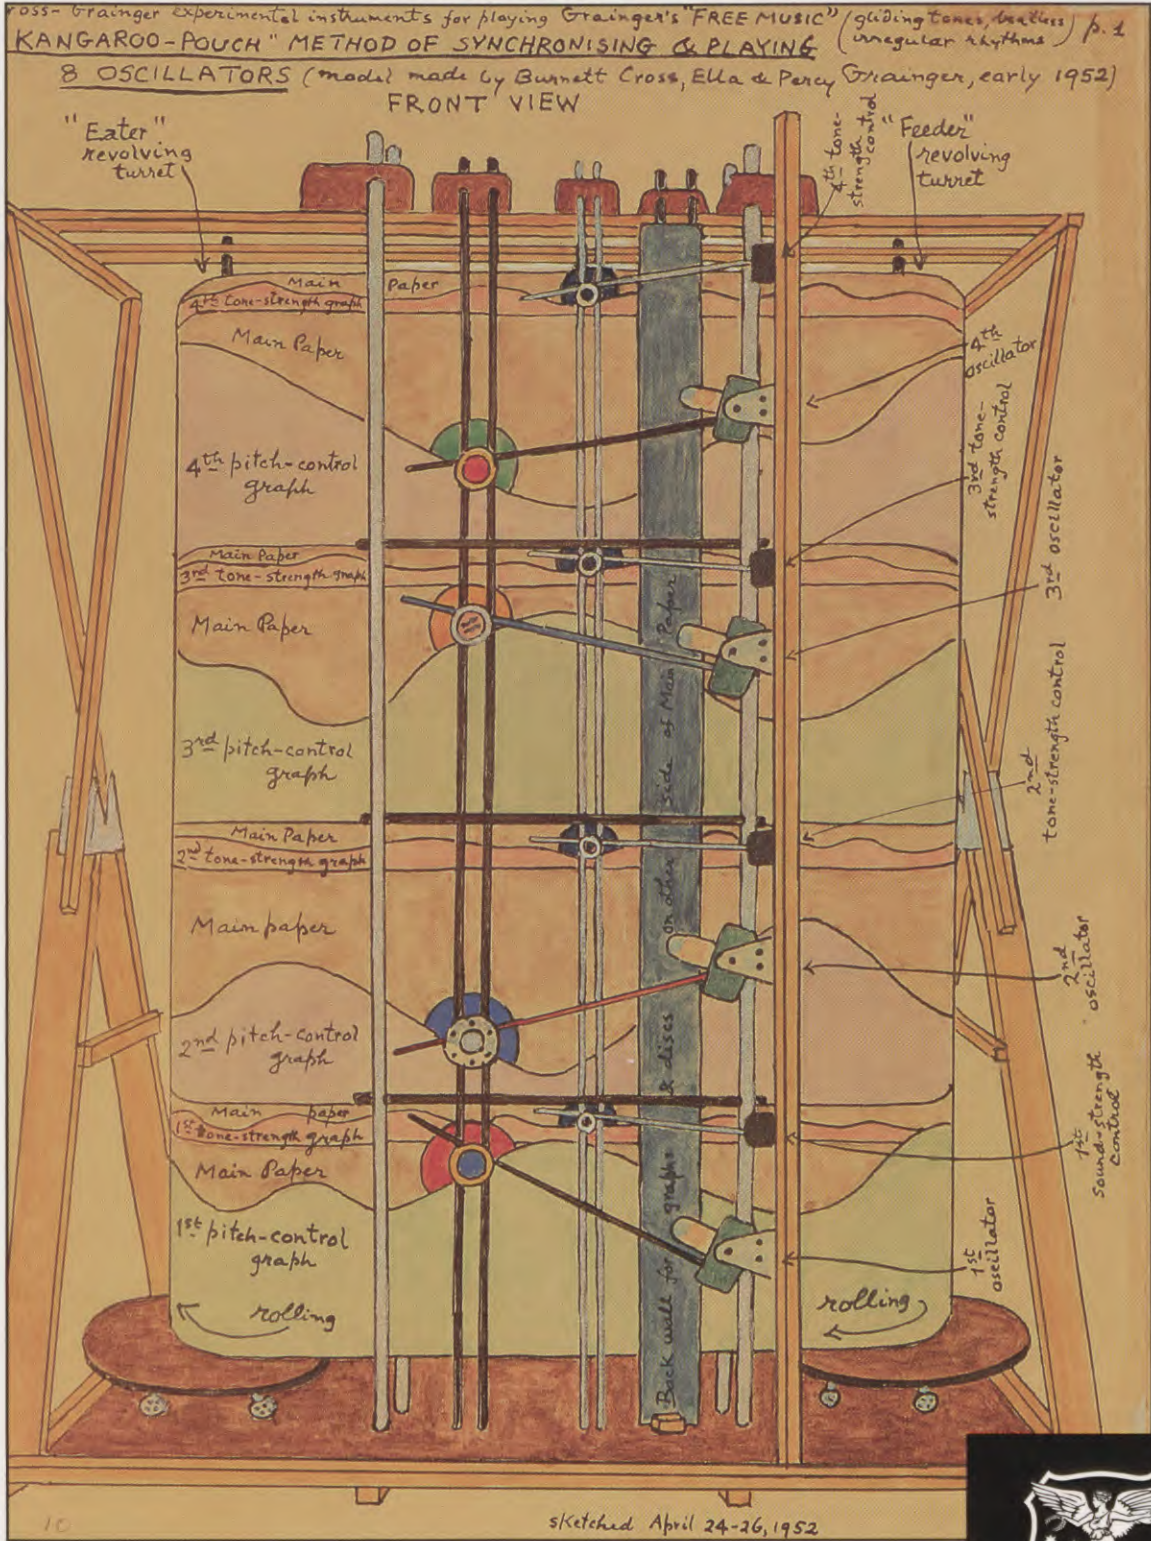 ross-Grainger experimental instruments for playing Grainger's "FREE MUSIC" (gliding tones, beatless
irregular rhythms) p.1
KANGAROO-POUCH" METHOD OF SYNCHRONISING & PLAYING
8 OSCILLATORS (model made by Burnett Cross, Ella & Percy Grainger, early 1952)
FRONT VIEW
"Eater"
revolving
turret
4th tone-
strength
control
"Feeder"
revolving
turret
Main Paper
4th tone-strength graph
Main Paper
4th
oscillator
4th pitch-control
graph
3rd tone-
strength control
Main Paper
3rd tone-strength graph
Main Paper
3rd oscillator
3rd pitch-control
graph
2nd
tone-strength control
Main Paper
2nd tone-strength graph
Main paper
2nd
oscillator
2nd pitch-control
graph
Main paper
1st tone-strength graph
Main Paper
1st
sound-strength
control
1st pitch-control
graph
1st
oscillator
Back wall for graphs & discs on other side of Main Paper
rolling
rolling
sketched April 24-26, 1952
10